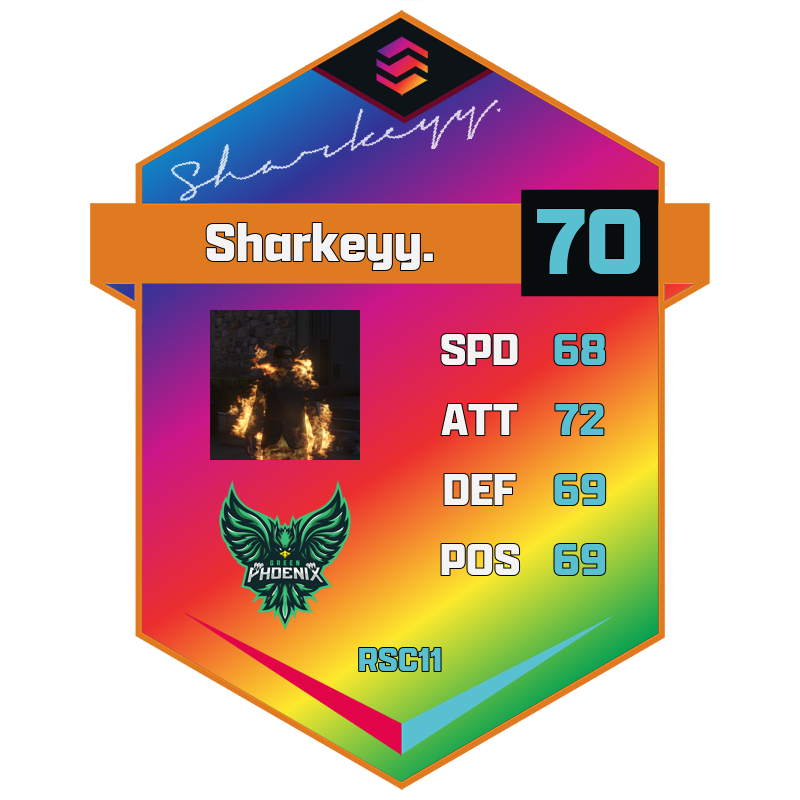 Sharkeyy.
Sharkeyy.
70
SPD 68
ATT 72
DEF 69
POS 69
GREEN
PHOENIX
RSC11